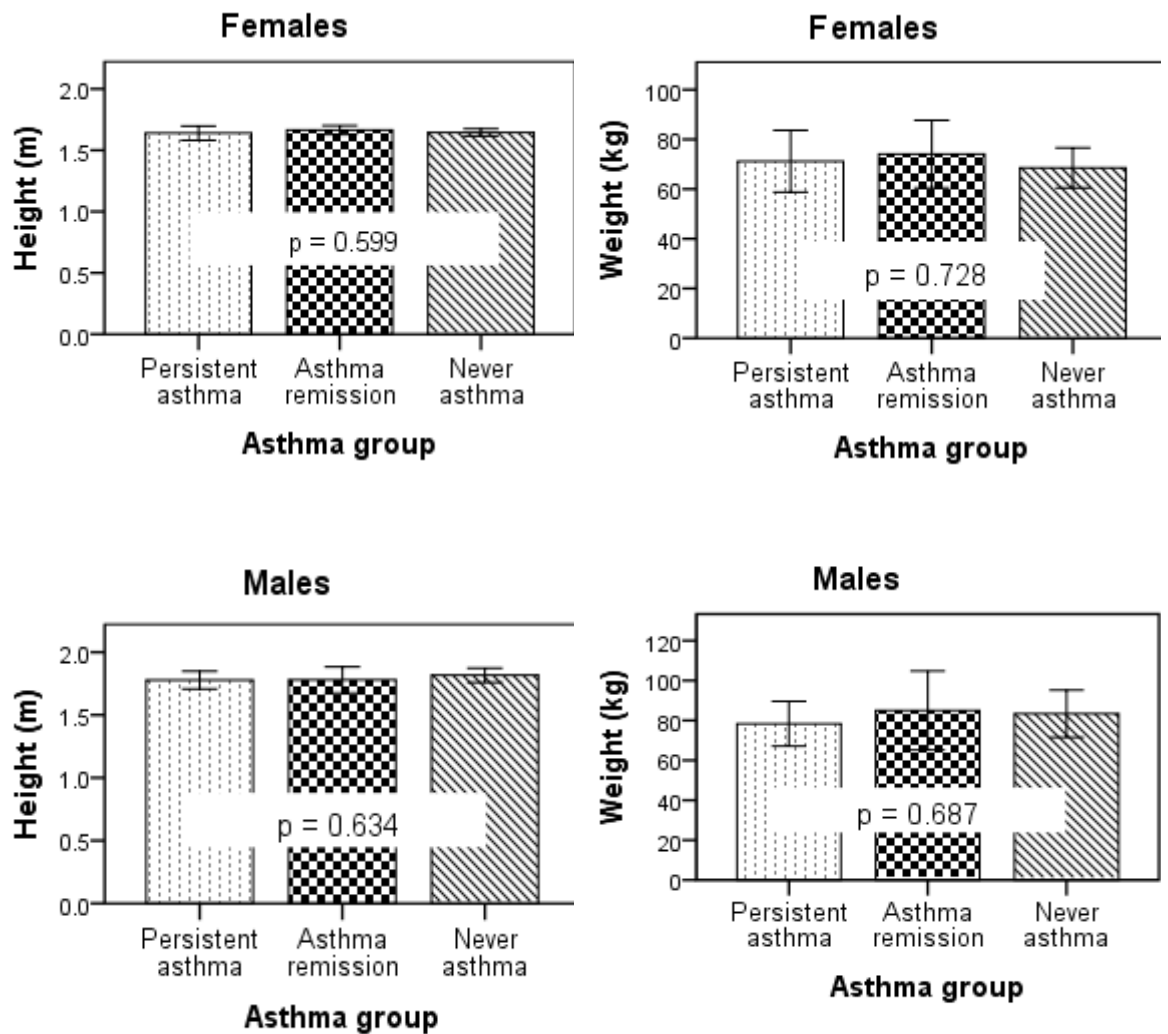 Females
Height (m)
2.0
1.5
1.0
0.5
0.0
p = 0.599
Persistent
asthma
Asthma
remission
Never
asthma
Asthma group
Females
Weight (kg)
100
80
60
40
20
0
p = 0.728
Persistent
asthma
Asthma
remission
Never
asthma
Asthma group
Males
Height (m)
2.0
1.5
1.0
0.5
0.0
p = 0.634
Persistent
asthma
Asthma
remission
Never
asthma
Asthma group
Males
Weight (kg)
120
100
80
60
40
20
0
p = 0.687
Persistent
asthma
Asthma
remission
Never
asthma
Asthma group